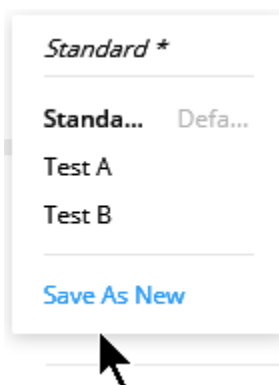 Standard *
Standa... Defa...
Test A
Test B
Save As New